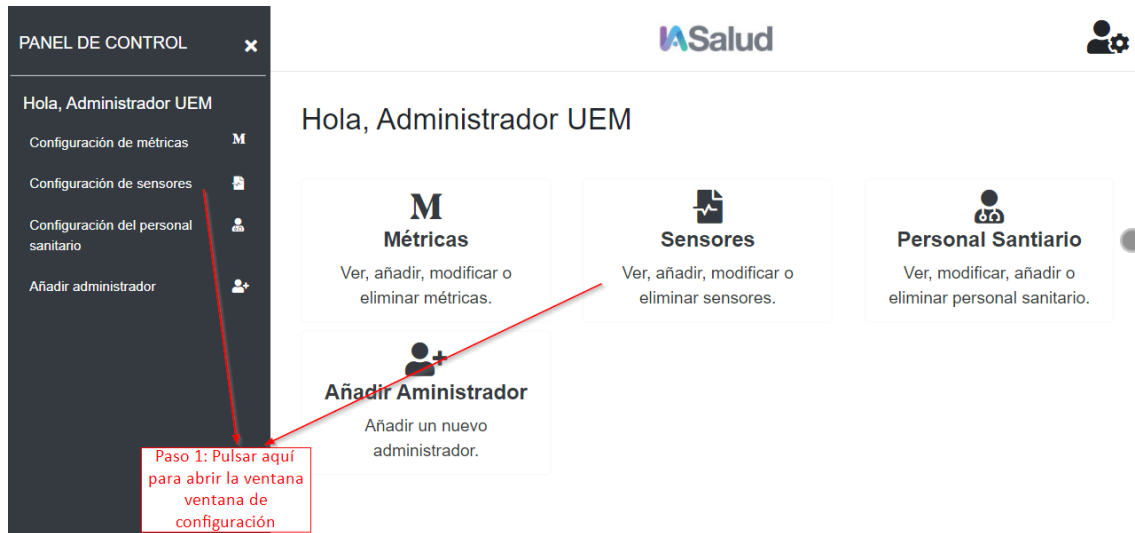 PANEL DE CONTROL
Hola, Administrador UEM
Configuración de métricas
M
Configuración de sensores
Configuración del personal
sanitario
Añadir administrador
IASalud
Hola, Administrador UEM
M
Métricas
Ver, añadir, modificar o
eliminar métricas.
Sensores
Ver, añadir, modificar o
eliminar sensores.
Personal Santiario
Ver, modificar, añadir o
eliminar personal sanitario.
Añadir Aministrador
Añadir un nuevo
administrador.
Paso 1: Pulsar aquí
para abrir la ventana
ventana de
configuración